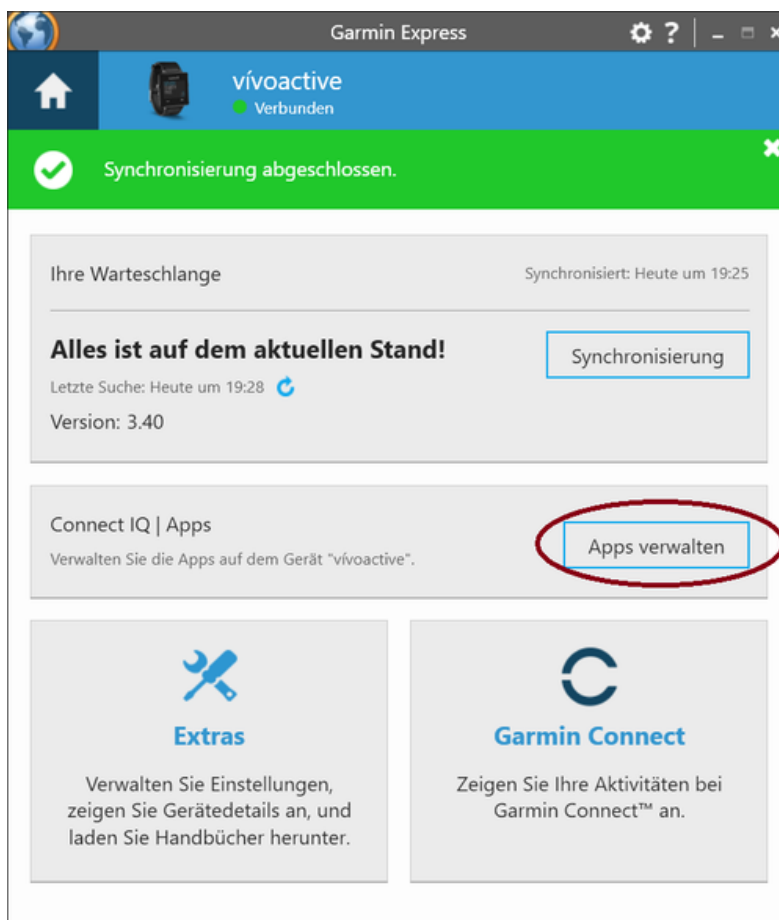 Garmin Express
?
vívoactive
Verbunden
Synchronisierung abgeschlossen.
Ihre Warteschlange
Synchronisiert: Heute um 19:25
Alles ist auf dem aktuellen Stand!
Synchronisierung
Letzte Suche: Heute um 19:28
Version: 3.40
Connect IQ | Apps
Apps verwalten
Verwalten Sie die Apps auf dem Gerät "vívoactive".
Extras
Verwalten Sie Einstellungen,
zeigen Sie Gerätedetails an, und
laden Sie Handbücher herunter.
Garmin Connect
Zeigen Sie Ihre Aktivitäten bei
Garmin Connect™ an.